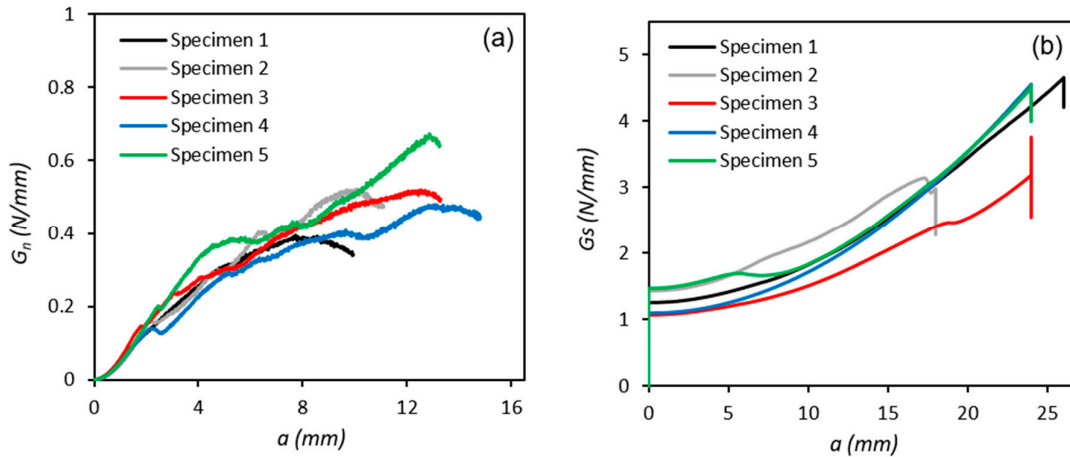 (a)
Specimen 1
Specimen 2
Specimen 3
Specimen 4
Specimen 5
Gn (N/mm)
1
0.8
0.6
0.4
0.2
0
0 4 8 12 16
a (mm)
(b)
Specimen 1
Specimen 2
Specimen 3
Specimen 4
Specimen 5
Gs (N/mm)
5
4
3
2
1
0
0 5 10 15 20 25
a (mm)